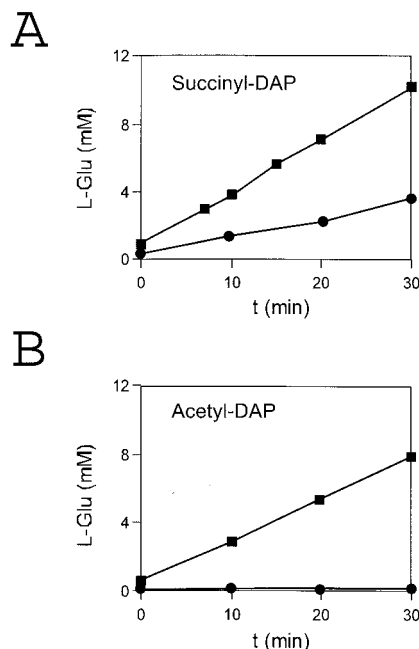 A
12
8
4
0
L-Glu (mM)
Succinyl-DAP
0 10 20 30
t (min)
B
12
8
4
0
L-Glu (mM)
Acetyl-DAP
0 10 20 30
t (min)